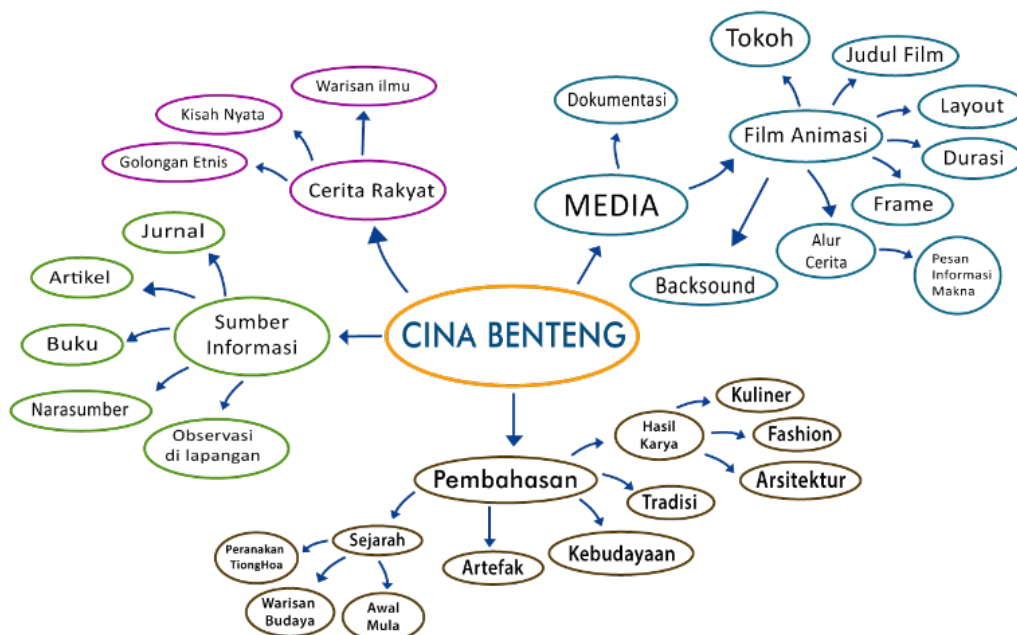 Tokoh
Judul Film
Warisan ilmu
Dokumentasi
Layout
Kisah Nyata
Film Animasi
Golongan Etnis
Durasi
Cerita Rakyat
MEDIA
Frame
Jurnal
Alur
Cerita
Pesan
Informasi
Makna
Artikel
Backsound
Sumber
Informasi
CINA BENTENG
Buku
Narasumber
Observasi
di lapangan
Kuliner
Hasil
Karya
Fashion
Pembahasan
Arsitektur
Tradisi
Sejarah
Peranakan
TiongHoa
Kebudayaan
Artefak
Warisan
Budaya
Awal
Mula